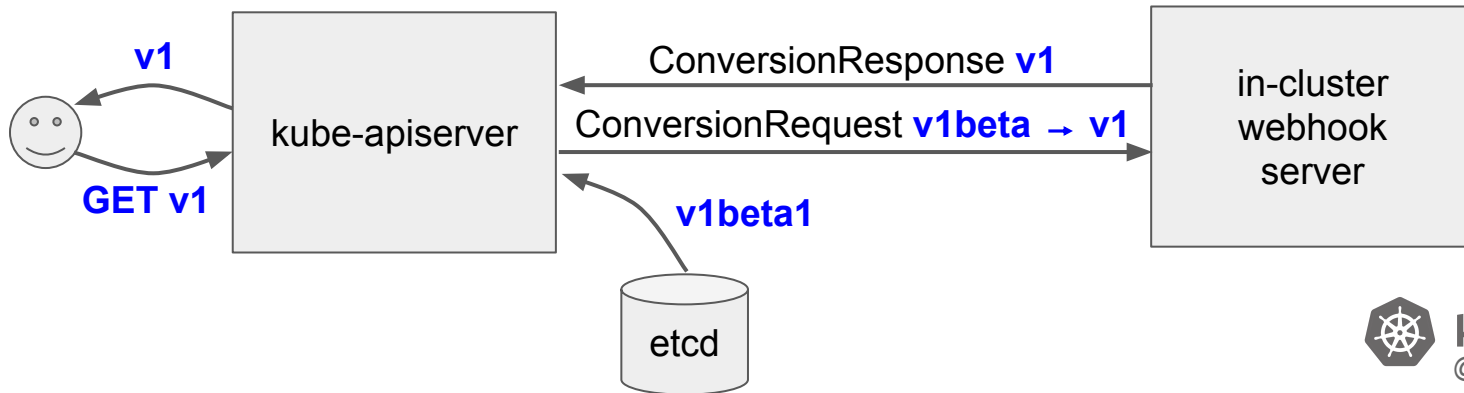 v1
ConversionResponse v1
in-cluster
webhook
server
kube-apiserver
ConversionRequest v1beta → v1
GET v1
v1beta1
etcd